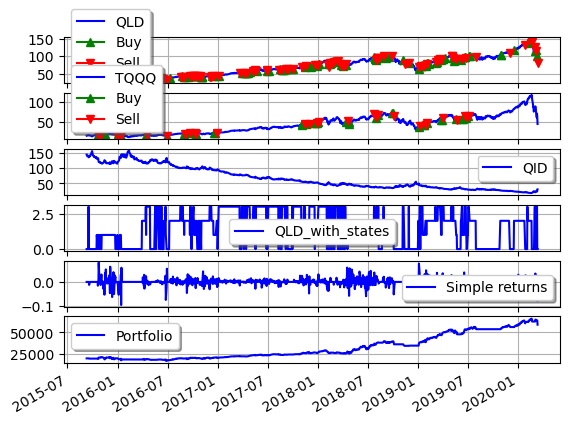 QLD
Buy
Sell
150
100
50
TQQQ
Buy
Sell
100
50
150
100
50
QID
2.5
0.0
QLD_with_states
0.0
−0.1
Simple returns
50000
25000
Portfolio
2015-07
2016-01
2016-07
2017-01
2017-07
2018-01
2018-07
2019-01
2019-07
2020-01